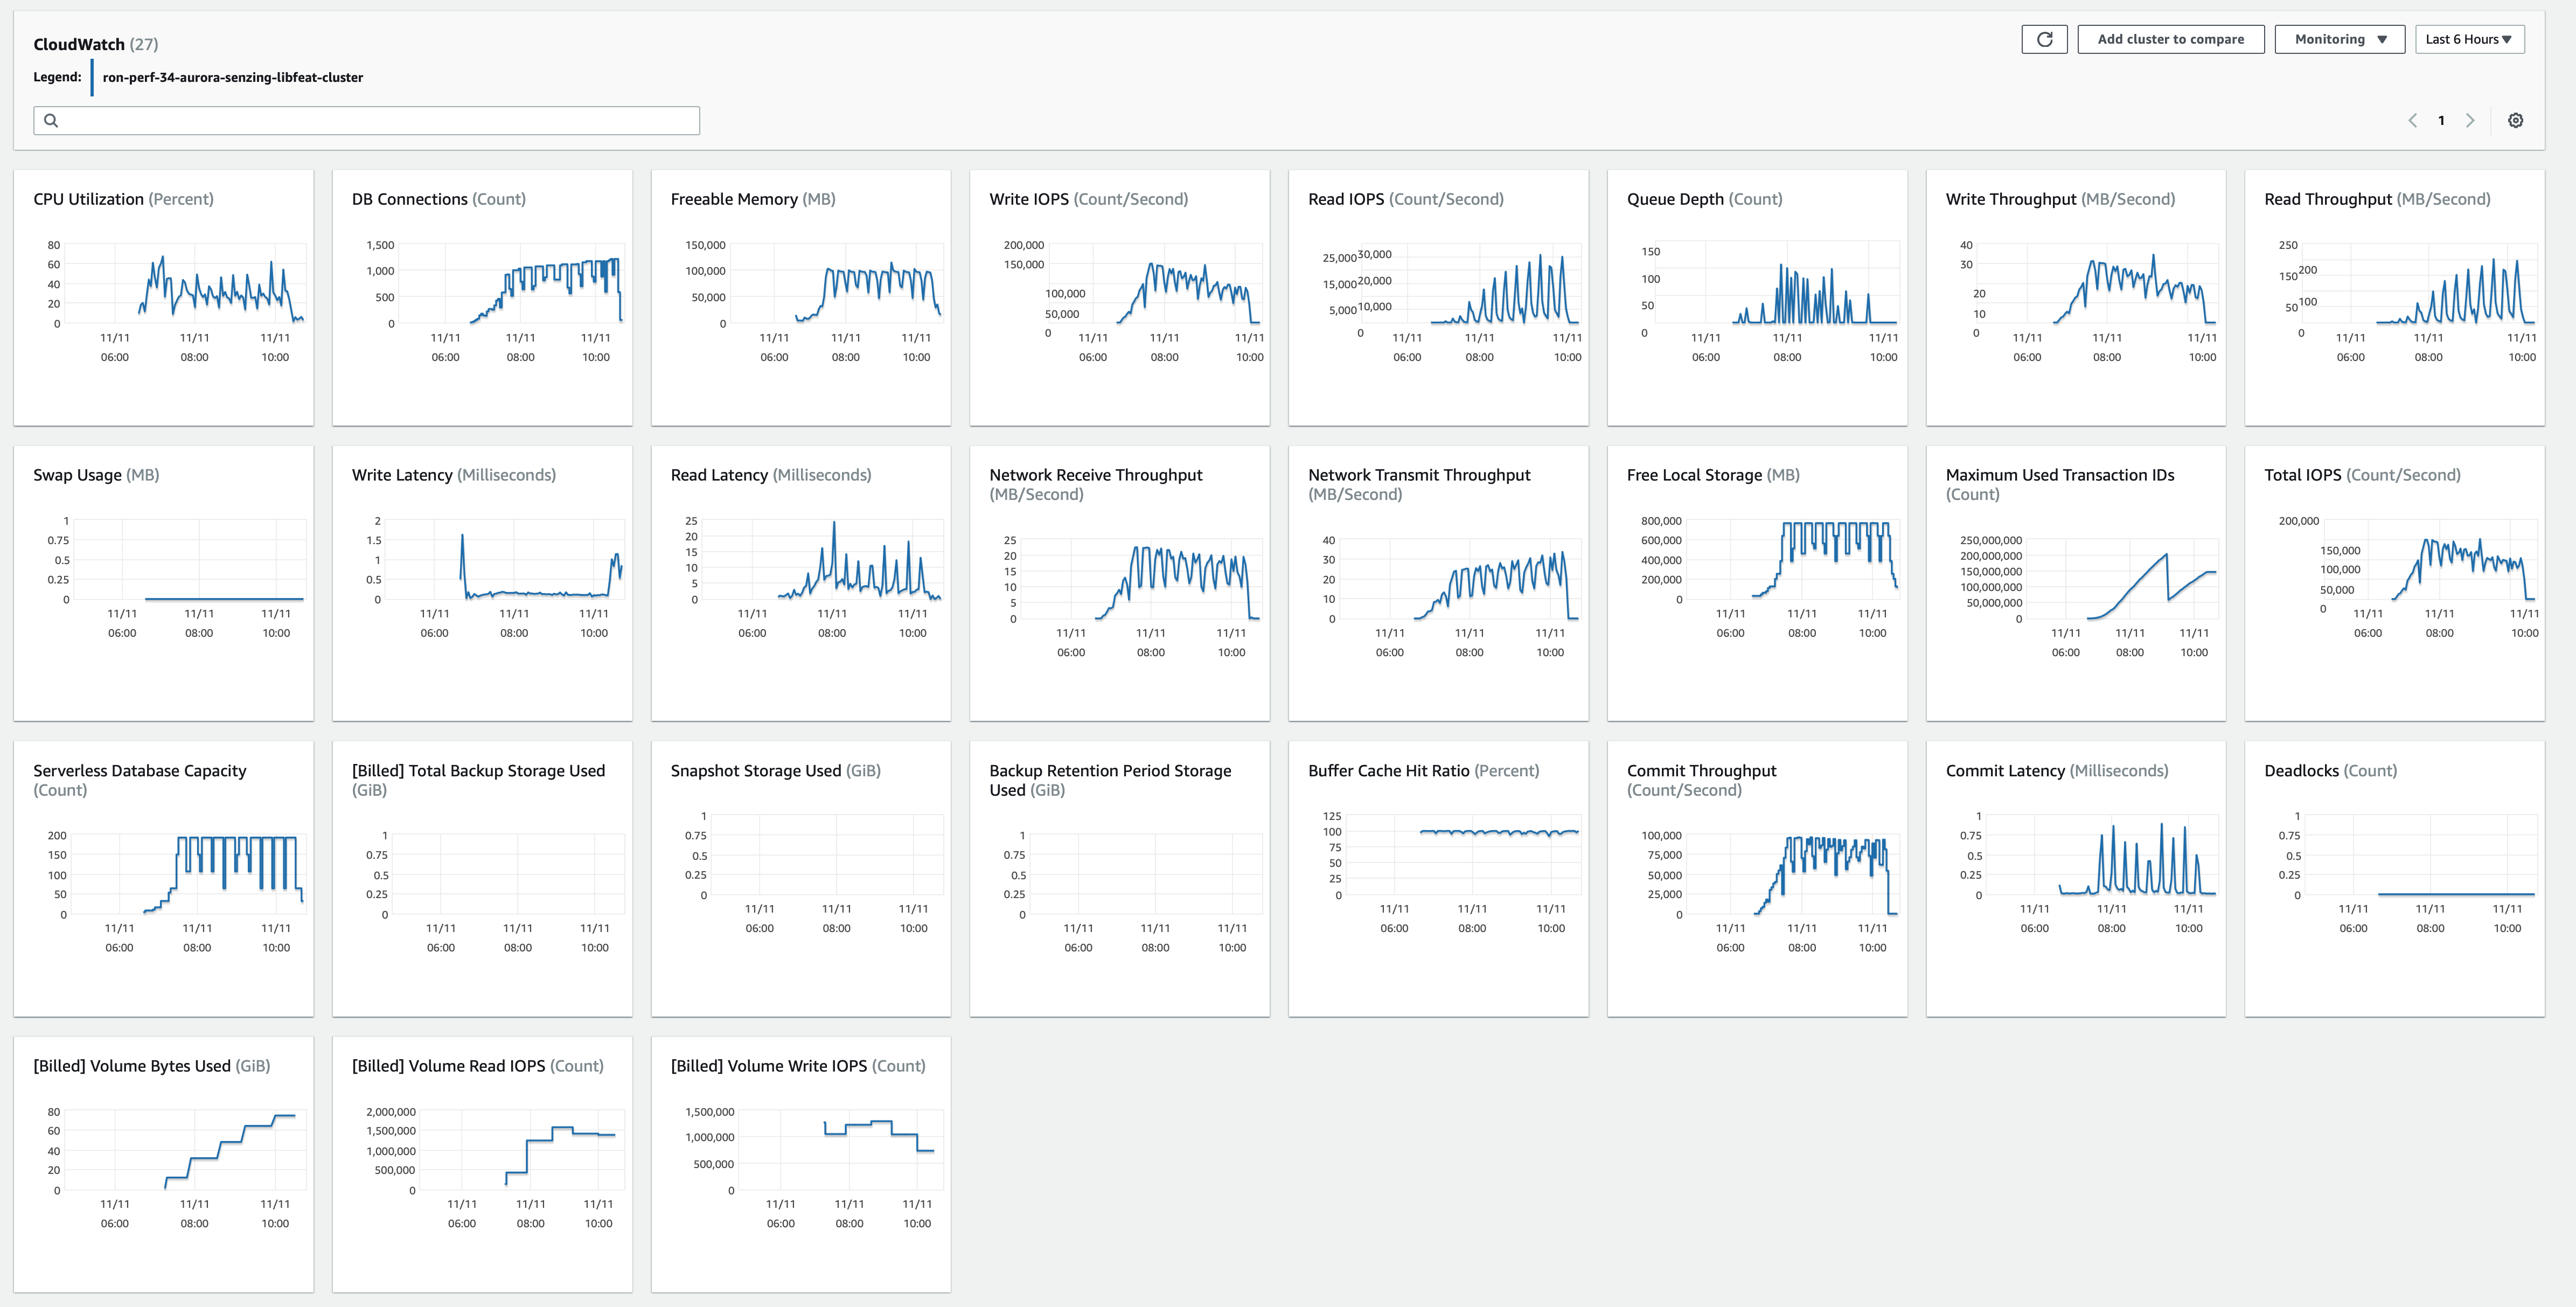 CloudWatch (27)
Add cluster to compare
Monitoring ▼
Last 6 Hours▼
Legend: ron-perf-34-aurora-senzing-libfeat-cluster
1
CPU Utilization (Percent)
80
60
40
20
0
11/11 11/11 11/11
06:00 08:00 10:00
DB Connections (Count)
1,500
1,000
500
0
11/11 11/11 11/11
06:00 08:00 10:00
Freeable Memory (MB)
150,000
100,000
50,000
0
11/11 11/11 11/11
06:00 08:00 10:00
Write IOPS (Count/Second)
200,000
150,000
100,000
50,000
0
11/11 11/11 11/11
06:00 08:00 10:00
Read IOPS (Count/Second)
30,000
25,000
20,000
15,000
10,000
5,000
0
11/11 11/11 11/11
06:00 08:00 10:00
Queue Depth (Count)
150
100
50
0
11/11 11/11 11/11
06:00 08:00 10:00
Write Throughput (MB/Second)
40
30
20
10
0
11/11 11/11 11/11
06:00 08:00 10:00
Read Throughput (MB/Second)
250
200
150
100
50
0
11/11 11/11 11/11
06:00 08:00 10:00
Swap Usage (MB)
1
0.75
0.5
0.25
0
11/11 11/11 11/11
06:00 08:00 10:00
Write Latency (Milliseconds)
2
1.5
1
0.5
0
11/11 11/11 11/11
06:00 08:00 10:00
Read Latency (Milliseconds)
25
20
15
10
5
0
11/11 11/11 11/11
06:00 08:00 10:00
Network Receive Throughput
(MB/Second)
25
20
15
10
5
0
11/11 11/11 11/11
06:00 08:00 10:00
Network Transmit Throughput
(MB/Second)
40
30
20
10
0
11/11 11/11 11/11
06:00 08:00 10:00
Free Local Storage (MB)
800,000
600,000
400,000
200,000
0
11/11 11/11 11/11
06:00 08:00 10:00
Maximum Used Transaction IDs
(Count)
250,000,000
200,000,000
150,000,000
100,000,000
50,000,000
0
11/11 11/11 11/11
06:00 08:00 10:00
Total IOPS (Count/Second)
200,000
150,000
100,000
50,000
0
11/11 11/11 11/11
06:00 08:00 10:00
Serverless Database Capacity
(Count)
200
150
100
50
0
11/11 11/11 11/11
06:00 08:00 10:00
[Billed] Total Backup Storage Used
(GiB)
1
0.75
0.5
0.25
0
11/11 11/11 11/11
06:00 08:00 10:00
Snapshot Storage Used (GiB)
1
0.75
0.5
0.25
0
11/11 11/11 11/11
06:00 08:00 10:00
Backup Retention Period Storage
Used (GiB)
1
0.75
0.5
0.25
0
11/11 11/11 11/11
06:00 08:00 10:00
Buffer Cache Hit Ratio (Percent)
125
100
75
50
25
0
11/11 11/11 11/11
06:00 08:00 10:00
Commit Throughput
(Count/Second)
100,000
75,000
50,000
25,000
0
11/11 11/11 11/11
06:00 08:00 10:00
Commit Latency (Milliseconds)
1
0.75
0.5
0.25
0
11/11 11/11 11/11
06:00 08:00 10:00
Deadlocks (Count)
1
0.75
0.5
0.25
0
11/11 11/11 11/11
06:00 08:00 10:00
[Billed] Volume Bytes Used (GiB)
80
60
40
20
0
11/11 11/11 11/11
06:00 08:00 10:00
[Billed] Volume Read IOPS (Count)
2,000,000
1,500,000
1,000,000
500,000
0
11/11 11/11 11/11
06:00 08:00 10:00
[Billed] Volume Write IOPS (Count)
1,500,000
1,000,000
500,000
0
11/11 11/11 11/11
06:00 08:00 10:00